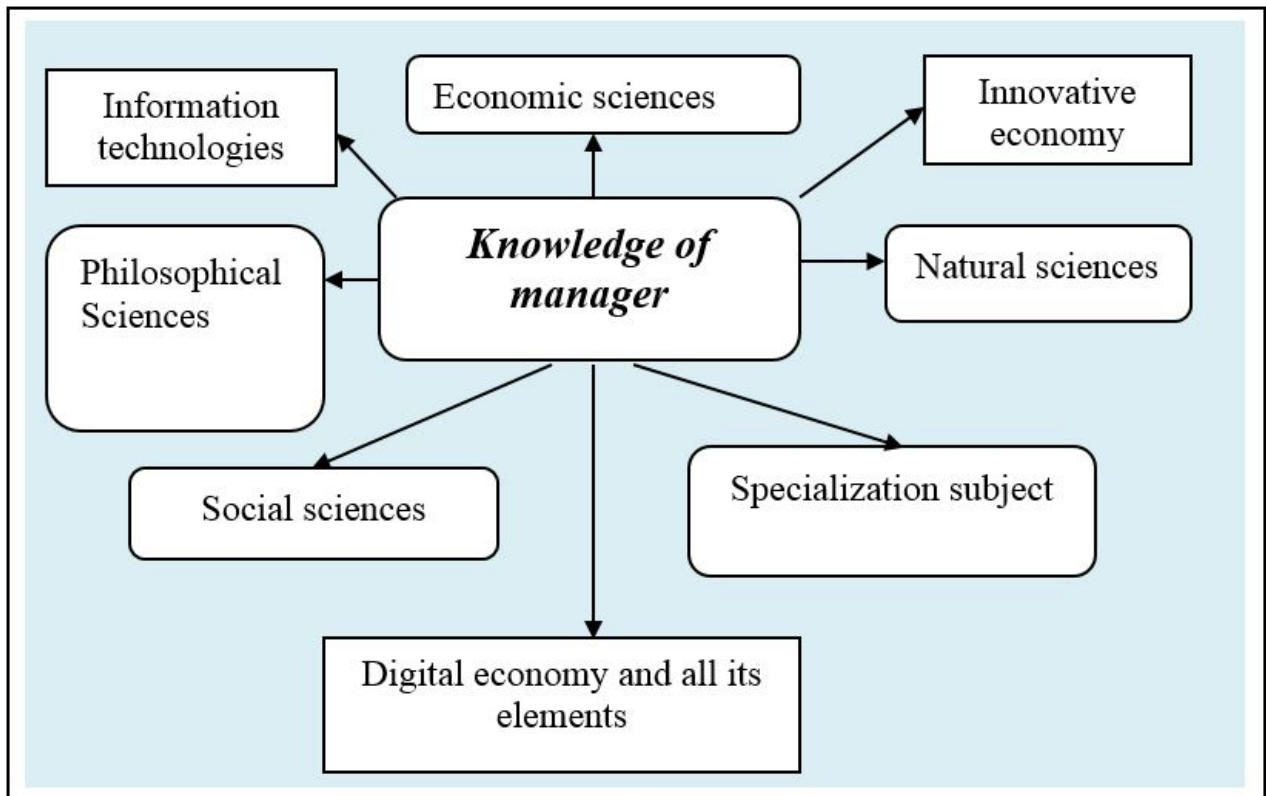 Information
technologies
Economic sciences
Innovative
economy
Knowledge of
manager
Philosophical
Sciences
Natural sciences
Social sciences
Specialization subject
Digital economy and all its
elements